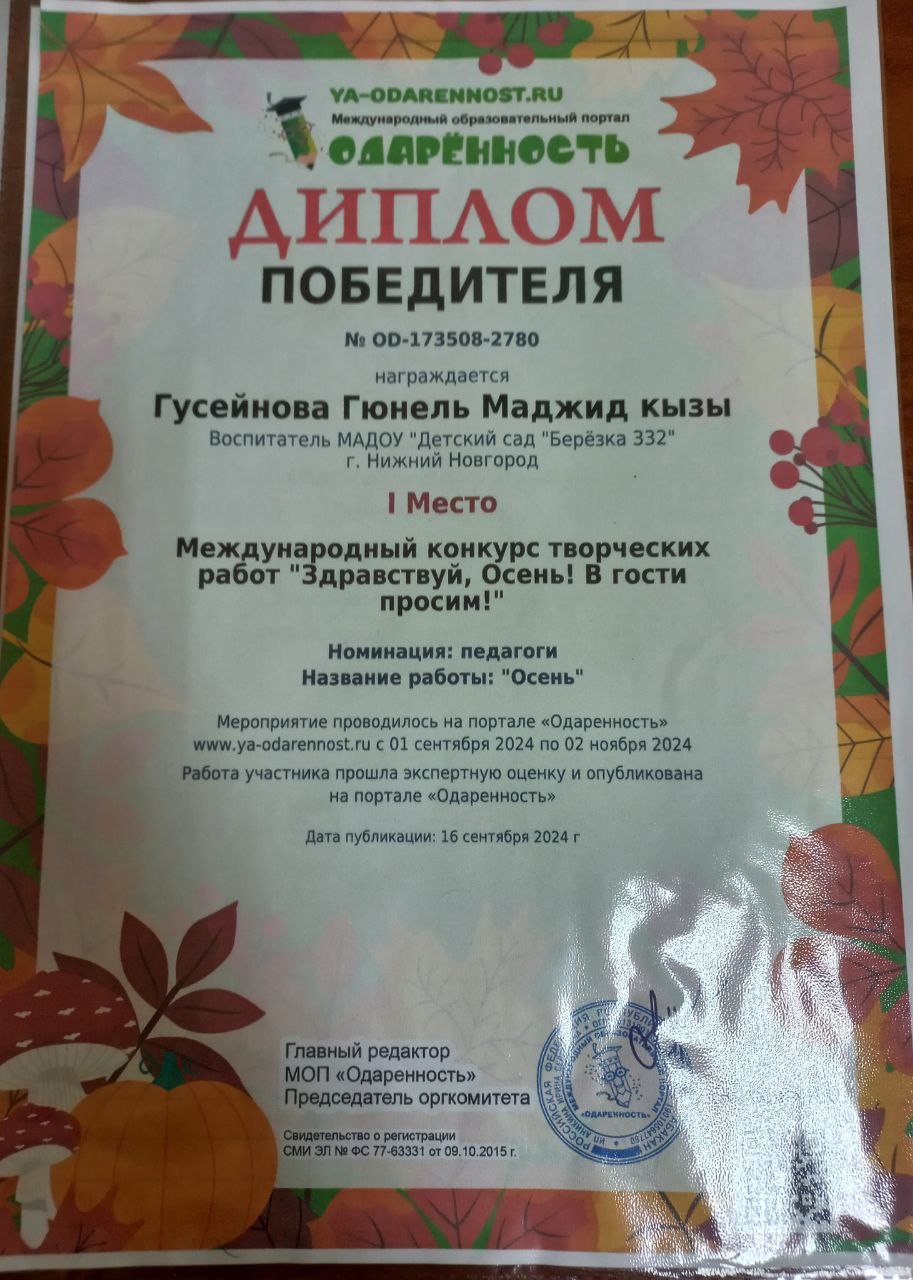 YA-ODARENNOST.RU
Международный образовательный портал
ОДАРЁННОСТЬ
ДИПЛОМ
ПОБЕДИТЕЛЯ
№ OD-173508-2780
награждается
Гусейнова Гюнель Маджид кызы
Воспитатель МАДОУ "Детский сад "Берёзка 332"
г. Нижний Новгород
I Место
Международный конкурс творческих
работ "Здравствуй, Осень! В гости
просим!"
Номинация: педагоги
Название работы: "Осень"
Мероприятие проводилось на портале «Одаренность»
www.ya-odarennost.ru с 01 сентября 2024 по 02 ноября 2024
Работа участника прошла экспертную оценку и опубликована
на портале «Одаренность»
Дата публикации: 16 сентября 2024 г
Главный редактор
МОП «Одаренность»
Председатель оргкомитета
Свидетельство о регистрации
СМИ ЭЛ № ФС 77-63331 от 09.10.2015 г.
РОССИЙСКАЯ ФЕДЕРАЦИЯ
«ОДАРЕННОСТЬ»